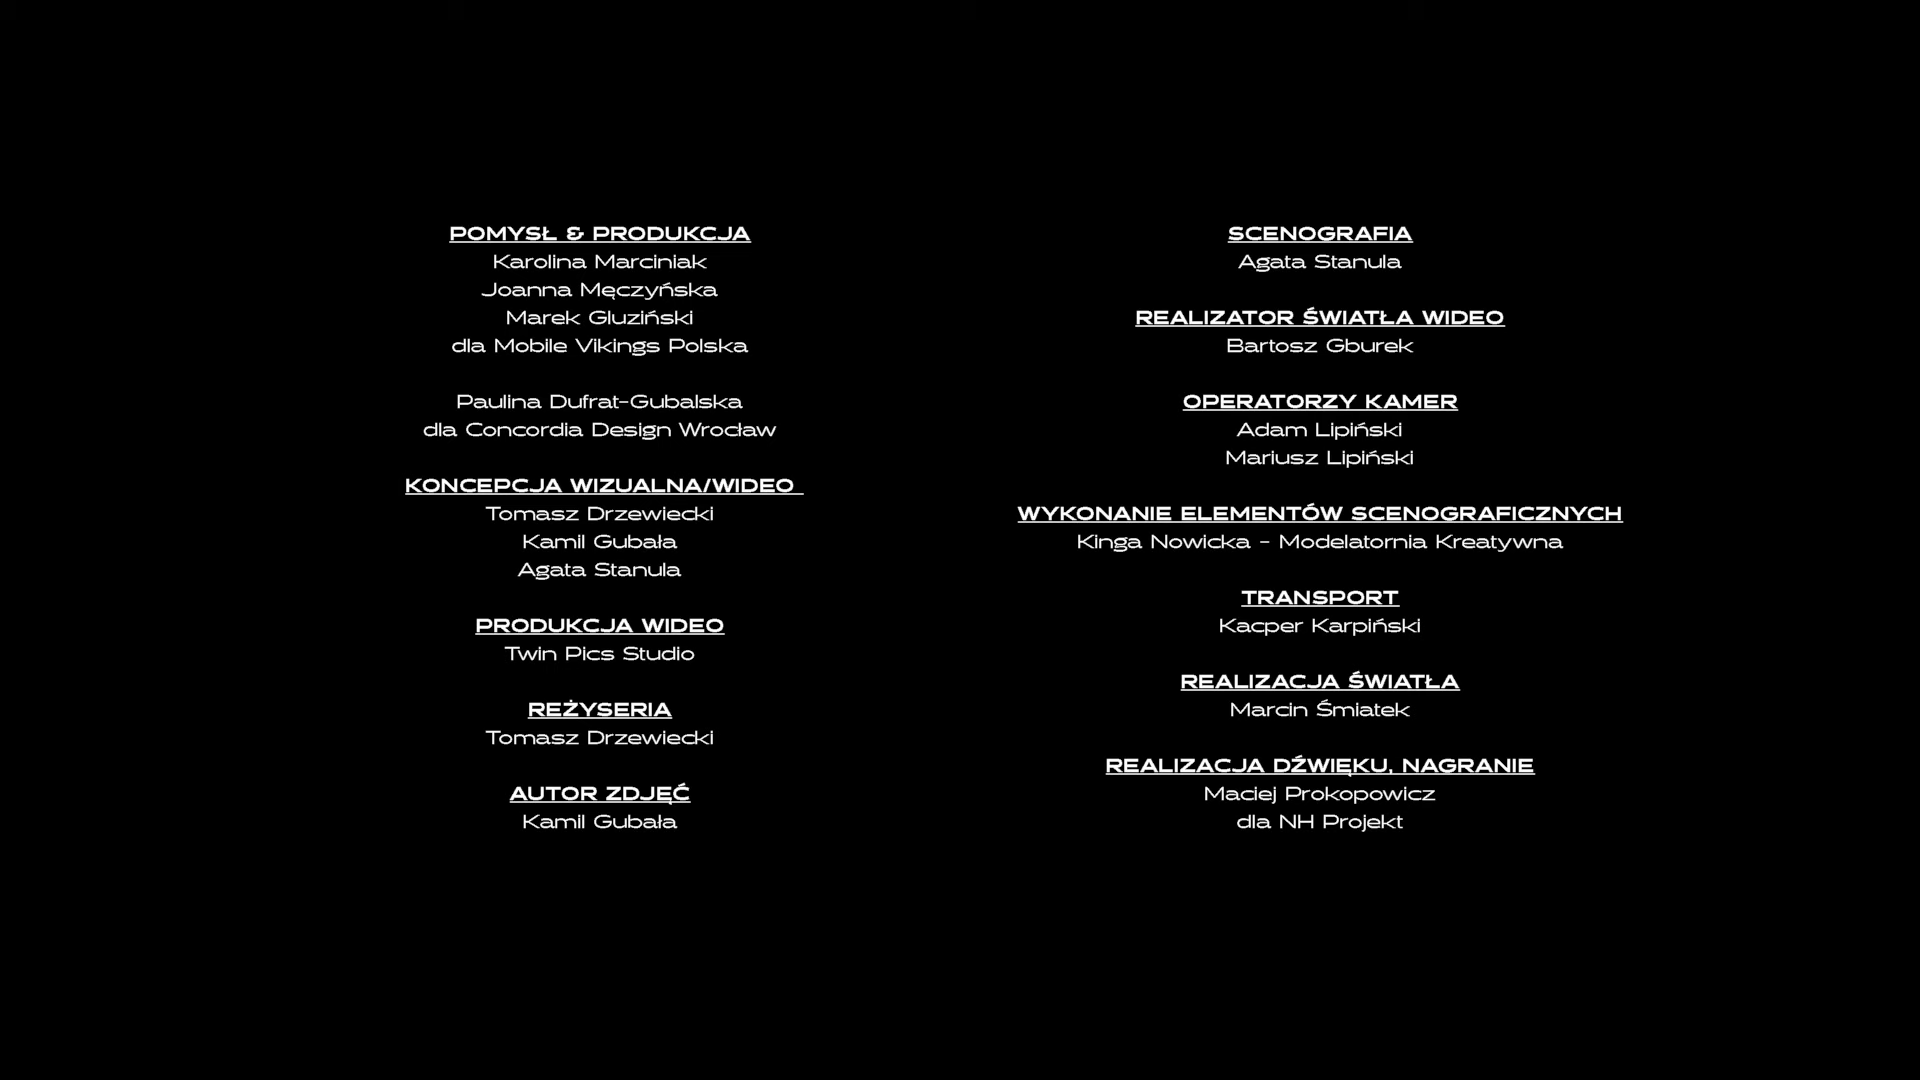 POMYSŁ & PRODUKCJA
Karolina Marciniak
Joanna Męczyńska
Marek Gluziński
dla Mobile Vikings Polska
Paulina Dufrat-Gubalska
dla Concordia Design Wrocław
KONCEPCJA WIZUALNA/WIDEO
Tomasz Drzewiecki
Kamil Gubała
Agata Stanula
PRODUKCJA WIDEO
Twin Pics Studio
REŻYSERIA
Tomasz Drzewiecki
AUTOR ZDJĘĆ
Kamil Gubała
SCENOGRAFIA
Agata Stanula
REALIZATOR ŚWIATŁA WIDEO
Bartosz Gburek
OPERATORZY KAMER
Adam Lipiński
Mariusz Lipiński
WYKONANIE ELEMENTÓW SCENOGRAFICZNYCH
Kinga Nowicka - Modelatornia Kreatywna
TRANSPORT
Kacper Karpiński
REALIZACJA ŚWIATŁA
Marcin Śmiatek
REALIZACJA DŹWIĘKU, NAGRANIE
Maciej Prokopowicz
dla NH Projekt